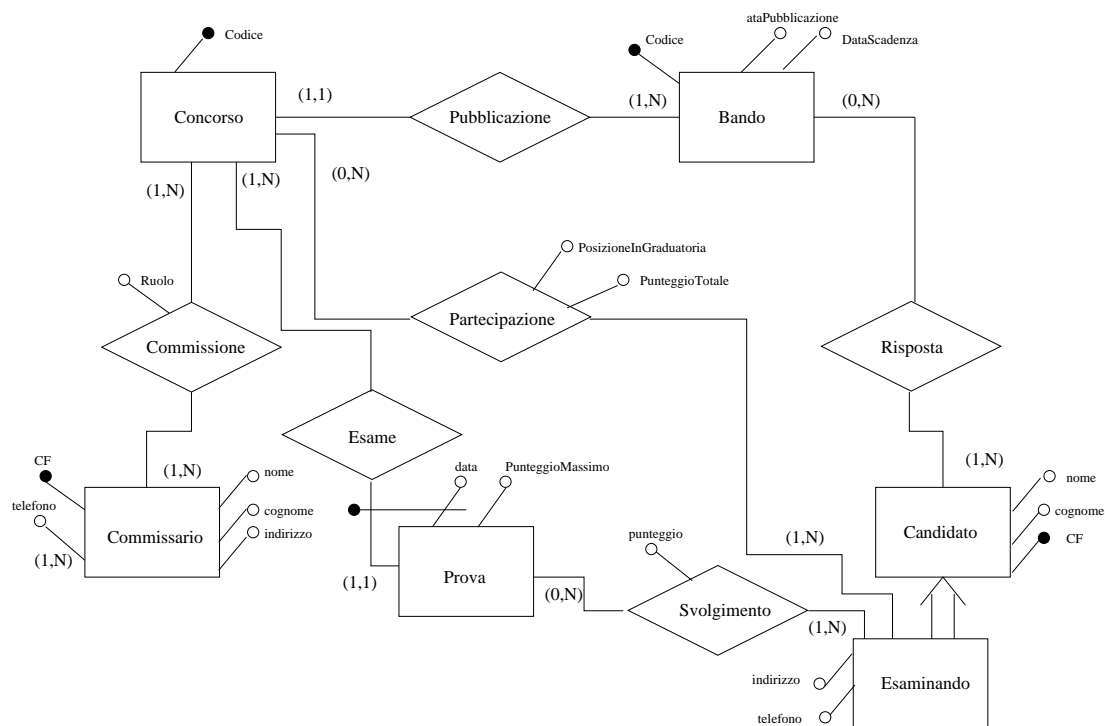 ataPubblicazione
Codice
Codice
DataScadenza
(1,1)
(1,N)
(0,N)
Concorso
Pubblicazione
Bando
(1,N)
(1,N)
(0,N)
PosizioneInGraduatoria
Ruolo
PunteggioTotale
Partecipazione
Commissione
Risposta
Esame
(1,N)
(1,N)
CF
nome
data
PunteggioMassimo
nome
telefono
cognome
cognome
Commissario
indirizzo
Candidato
punteggio
CF
(1,N)
(1,N)
(1,1)
Prova
(0,N)
Svolgimento
(1,N)
indirizzo
Esaminando
telefono